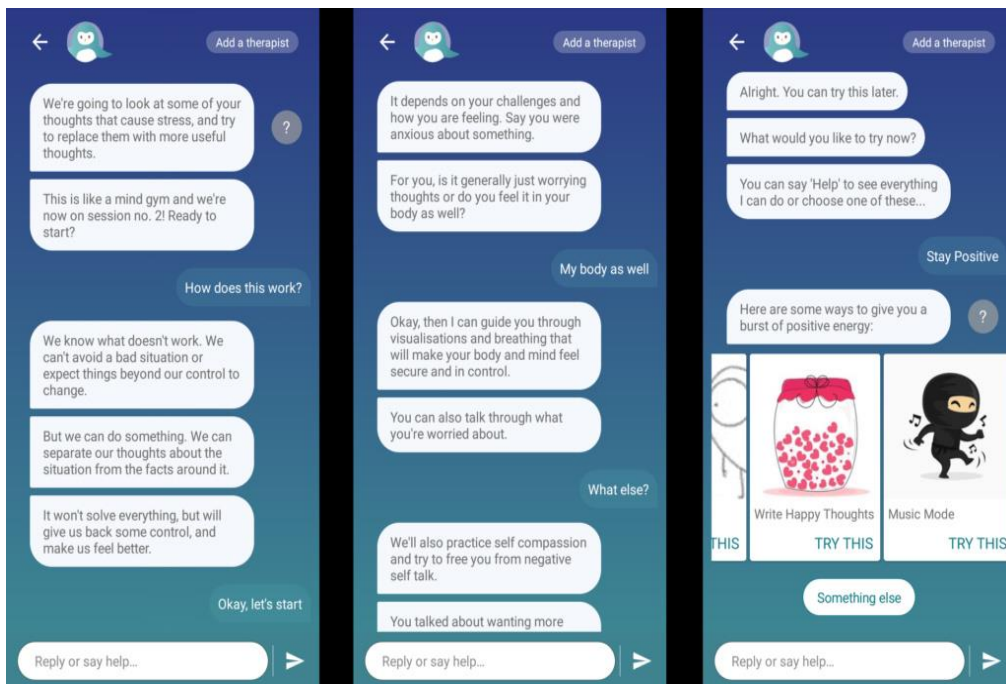 Add a therapist
We're going to look at some of your
thoughts that cause stress, and try
to replace them with more useful
thoughts.
?
This is like a mind gym and we're
now on session no. 2! Ready to
start?
How does this work?
We know what doesn't work. We
can't avoid a bad situation or
expect things beyond our control to
change.
But we can do something. We can
separate our thoughts about the
situation from the facts around it.
It won't solve everything, but will
give us back some control, and
make us feel better.
Okay, let's start
Reply or say help...
Add a therapist
It depends on your challenges and
how you are feeling. Say you were
anxious about something.
For you, is it generally just worrying
thoughts or do you feel it in your
body as well?
My body as well
Okay, then I can guide you through
visualisations and breathing that
will make your body and mind feel
secure and in control.
You can also talk through what
you're worried about.
What else?
We'll also practice self compassion
and try to free you from negative
self talk.
You talked about wanting more
Reply or say help...
Add a therapist
Alright. You can try this later.
What would you like to try now?
You can say 'Help' to see everything
I can do or choose one of these...
Stay Positive
Here are some ways to give you a
burst of positive energy:
?
THIS
Write Happy Thoughts
TRY THIS
Music Mode
TRY THIS
Something else
Reply or say help...